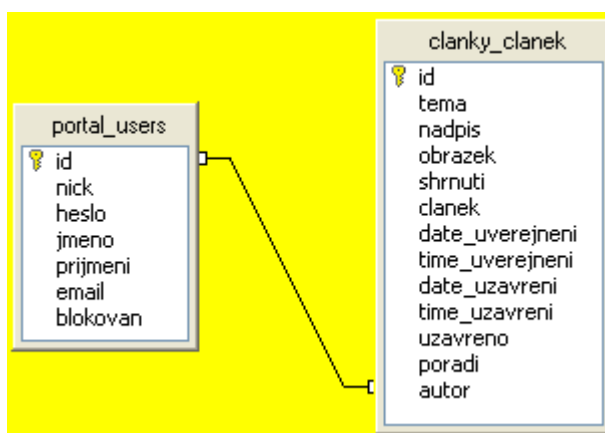 portal_users
id
nick
heslo
jmeno
prijmeni
email
blokovan
clanky_clanek
id
tema
nadpis
obrazek
shrnuti
clanek
date_uverejneni
time_uverejneni
date_uzavreni
time_uzavreni
uzavreno
poradi
autor